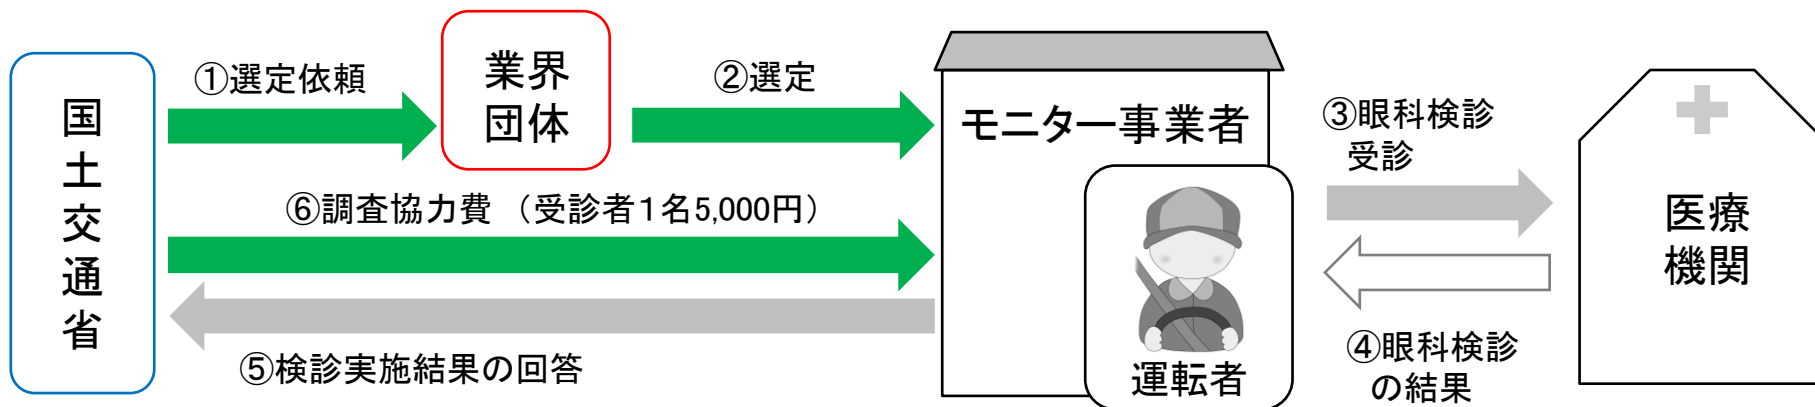 国土交通省
①選定依頼
業界
団体
②選定
モニター事業者
運転者
③眼科検診
受診
医療
機関
④眼科検診
の結果
⑤検診実施結果の回答
⑥調査協力費 （受診者１名5,000円）